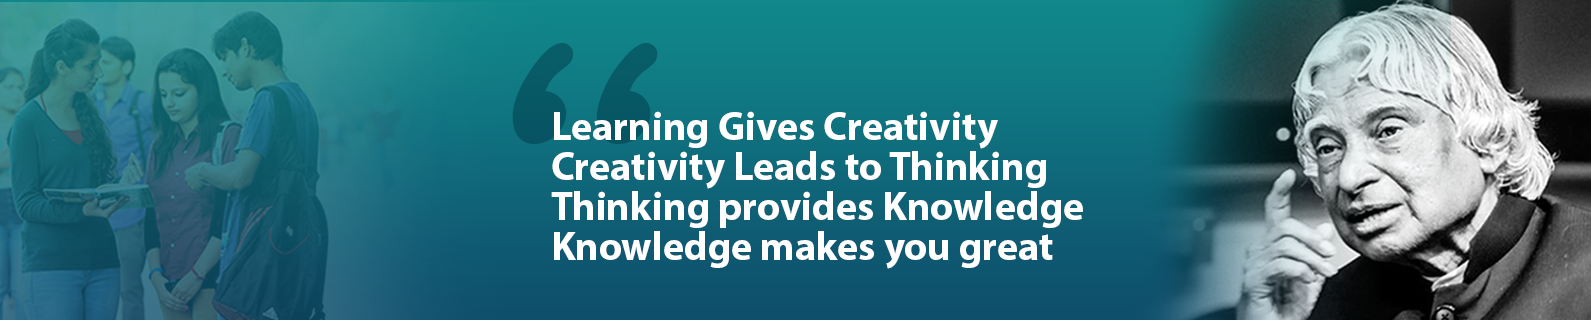 Learning Gives Creativity
Creativity Leads to Thinking
Thinking provides Knowledge
Knowledge makes you great